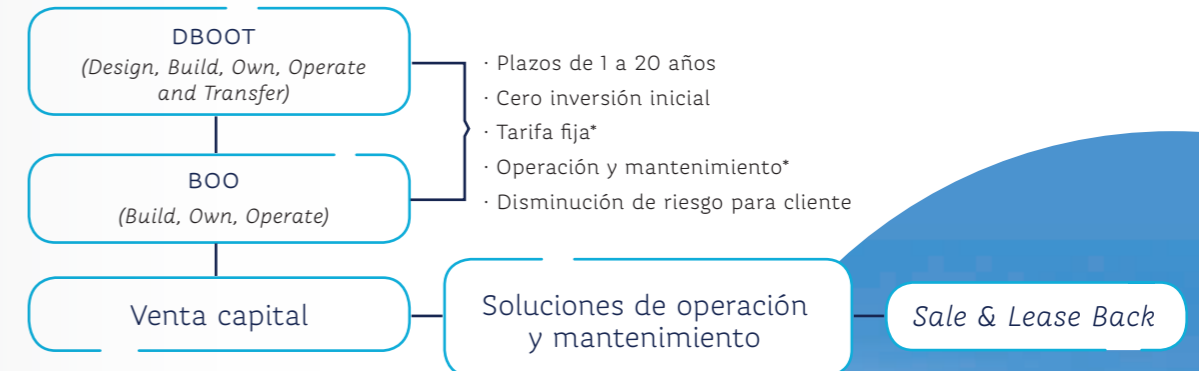 DBOOT
(Design, Build, Own, Operate
and Transfer)
· Plazos de 1 a 20 años
· Cero inversión inicial
· Tarifa fija*
· Operación y mantenimiento*
· Disminución de riesgo para cliente
BOO
(Build, Own, Operate)
Venta capital
Soluciones de operación
y mantenimiento
Sale & Lease Back